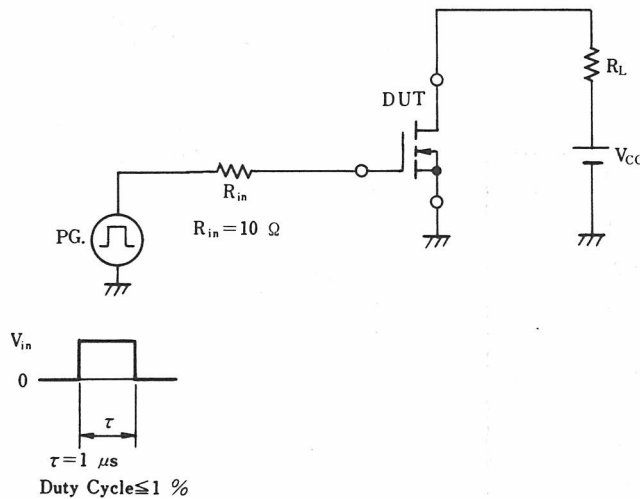 DUT
R_L
V_CC
R_in
R_in=10 Ω
PG.
V_in
0
τ
τ=1 μs
Duty Cycle≦1 %